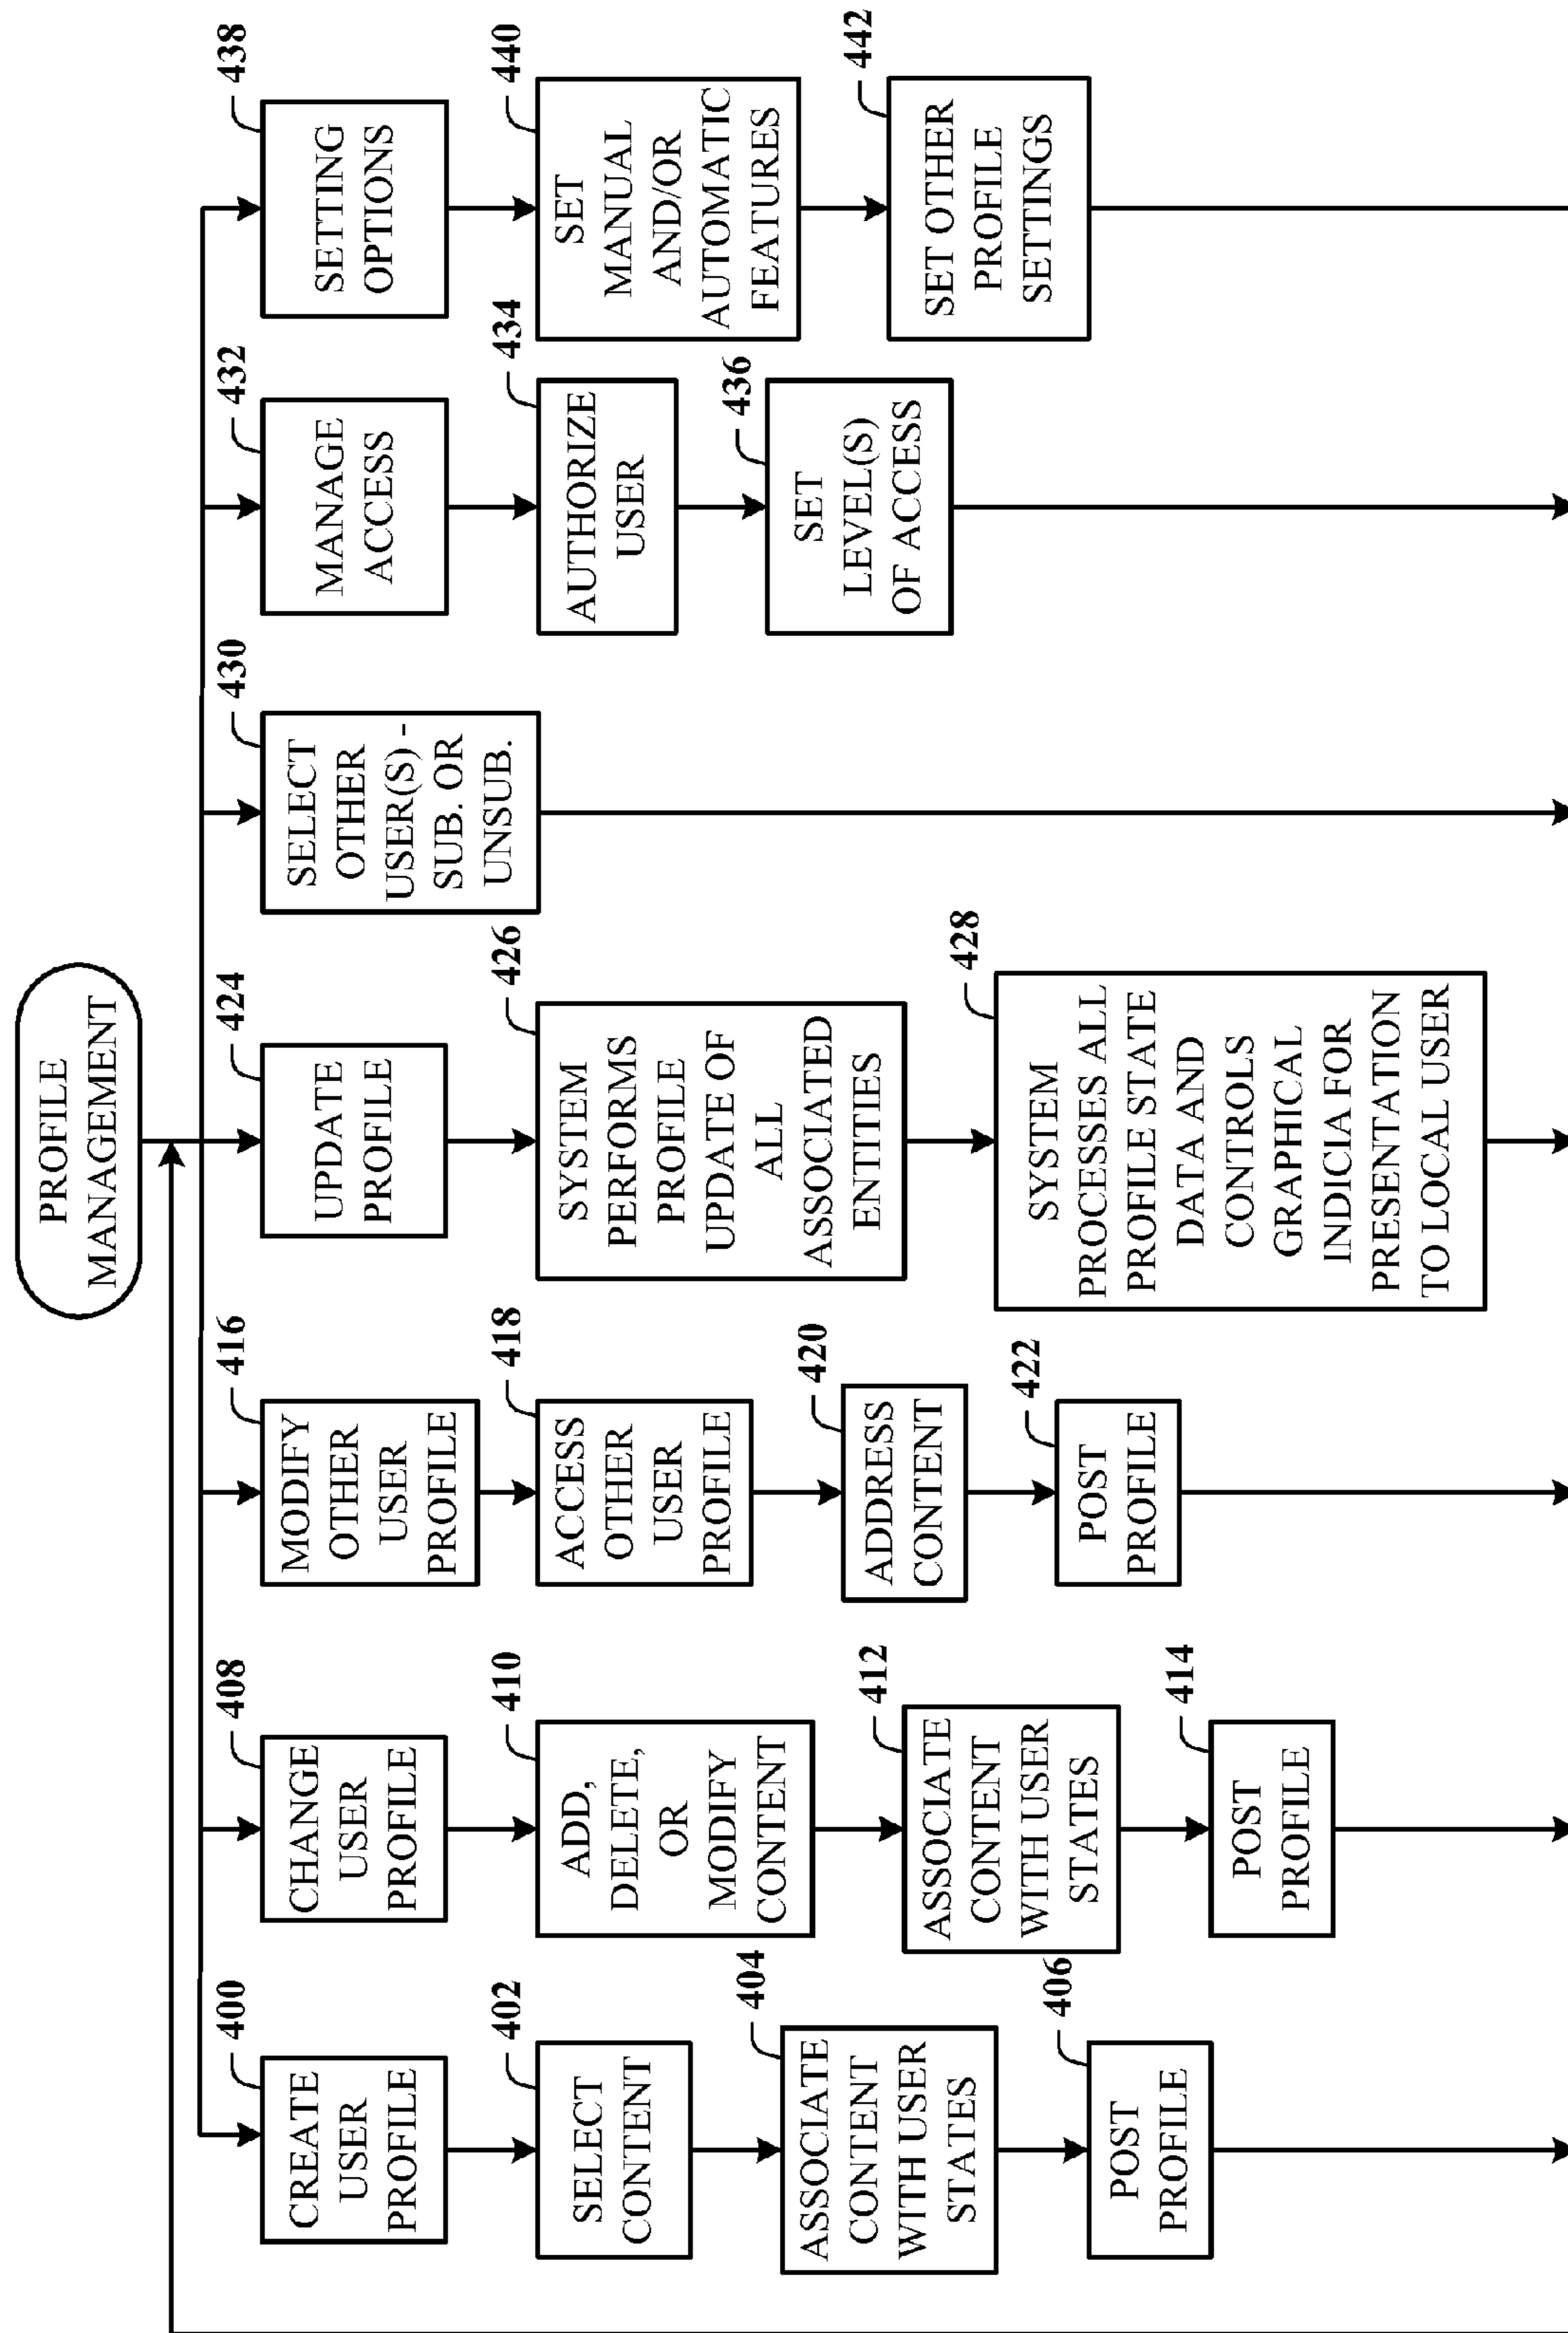 PROFILE
MANAGEMENT
400
CREATE
USER
PROFILE
402
SELECT
CONTENT
404
ASSOCIATE
CONTENT
WITH USER
STATES
406
POST
PROFILE
408
CHANGE
USER
PROFILE
410
ADD,
DELETE,
OR
MODIFY
CONTENT
412
ASSOCIATE
CONTENT
WITH USER
STATES
414
POST
PROFILE
416
MODIFY
OTHER
USER
PROFILE
418
ACCESS
OTHER
USER
PROFILE
420
ADDRESS
CONTENT
422
POST
PROFILE
424
UPDATE
PROFILE
426
SYSTEM
PERFORMS
PROFILE
UPDATE OF
ALL
ASSOCIATED
ENTITIES
428
SYSTEM
PROCESSES ALL
PROFILE STATE
DATA AND
CONTROLS
GRAPHICAL
INDICIA FOR
PRESENTATION
TO LOCAL USER
430
SELECT
OTHER
USER(S) -
SUB. OR
UNSUB.
432
MANAGE
ACCESS
434
AUTHORIZE
USER
436
SET
LEVEL(S)
OF ACCESS
438
SETTING
OPTIONS
440
SET
MANUAL
AND/OR
AUTOMATIC
FEATURES
442
SET OTHER
PROFILE
SETTINGS